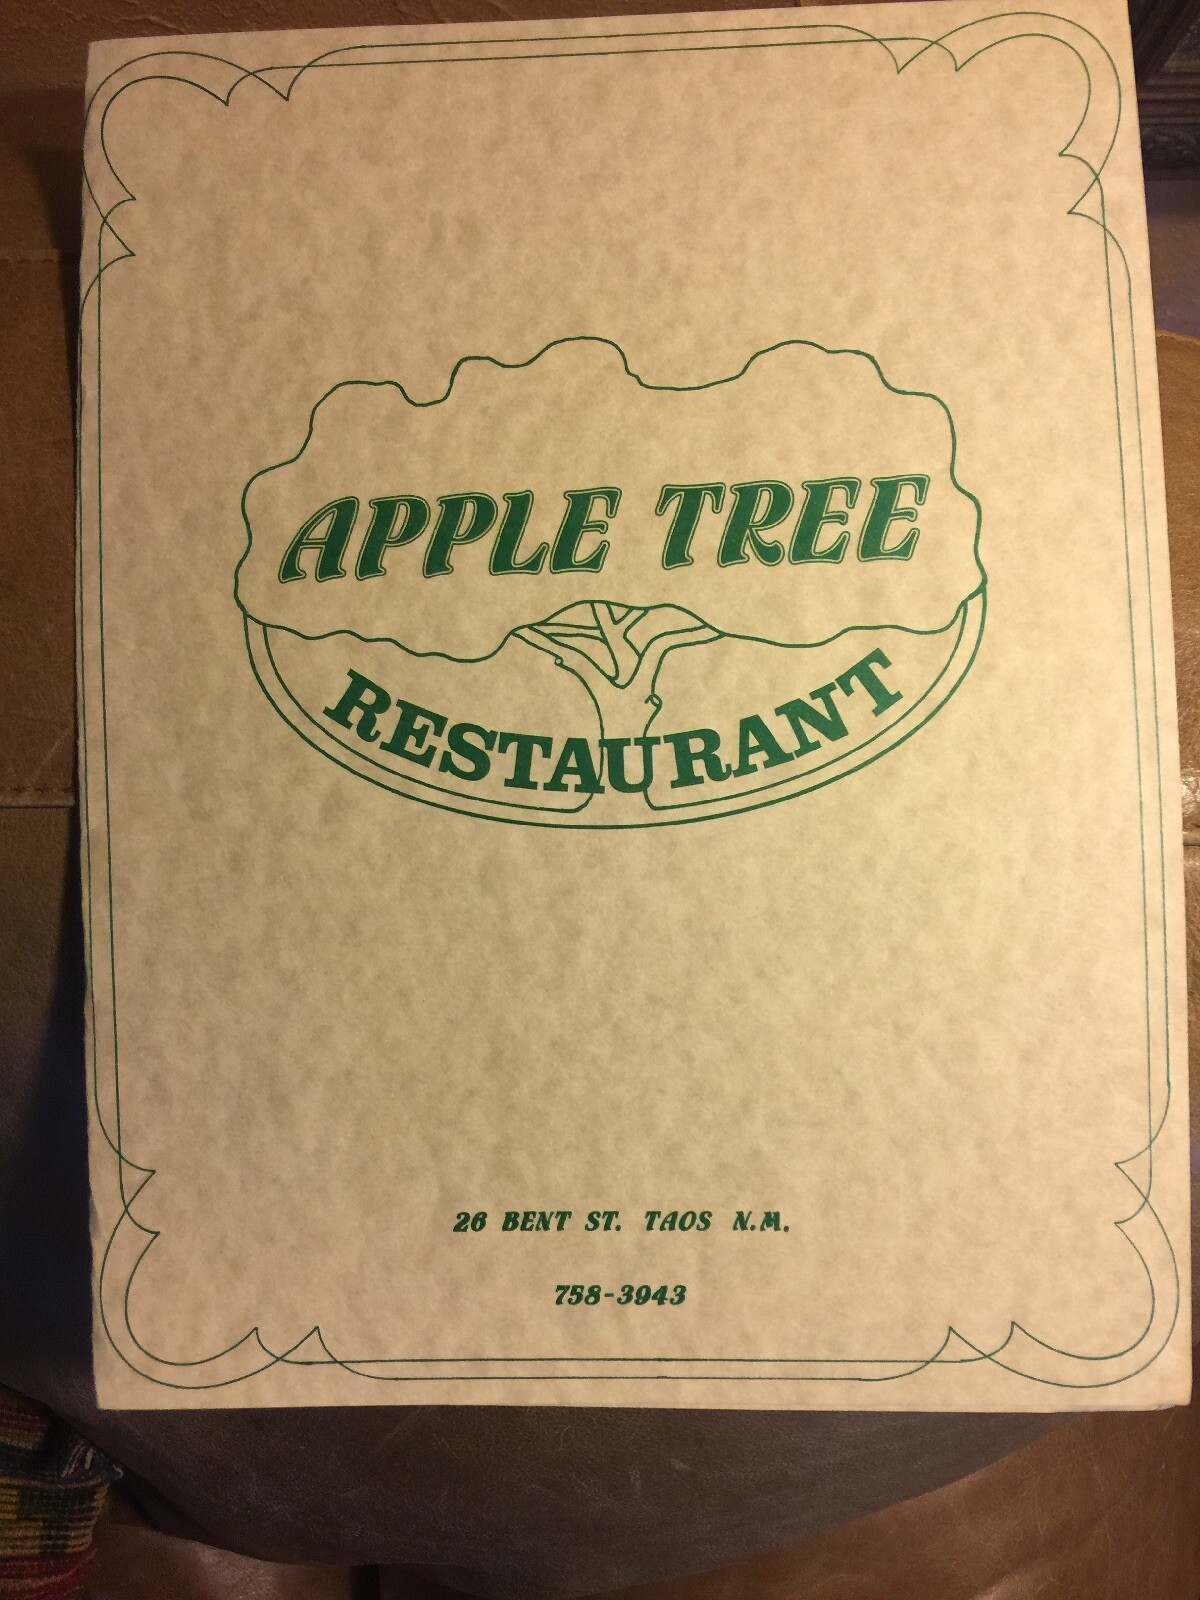 APPLE TREE
RESTAURANT
26 BENT ST. TAOS N.M.
758-3943